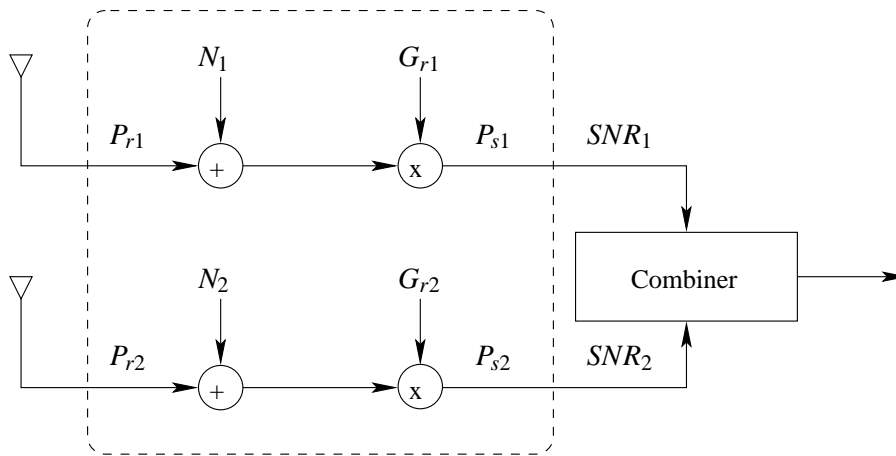 N1 Gr1
Pr1 Ps1 SNR1
+ x
N2 Gr2 Combiner
Pr2 Ps2 SNR2
+ x